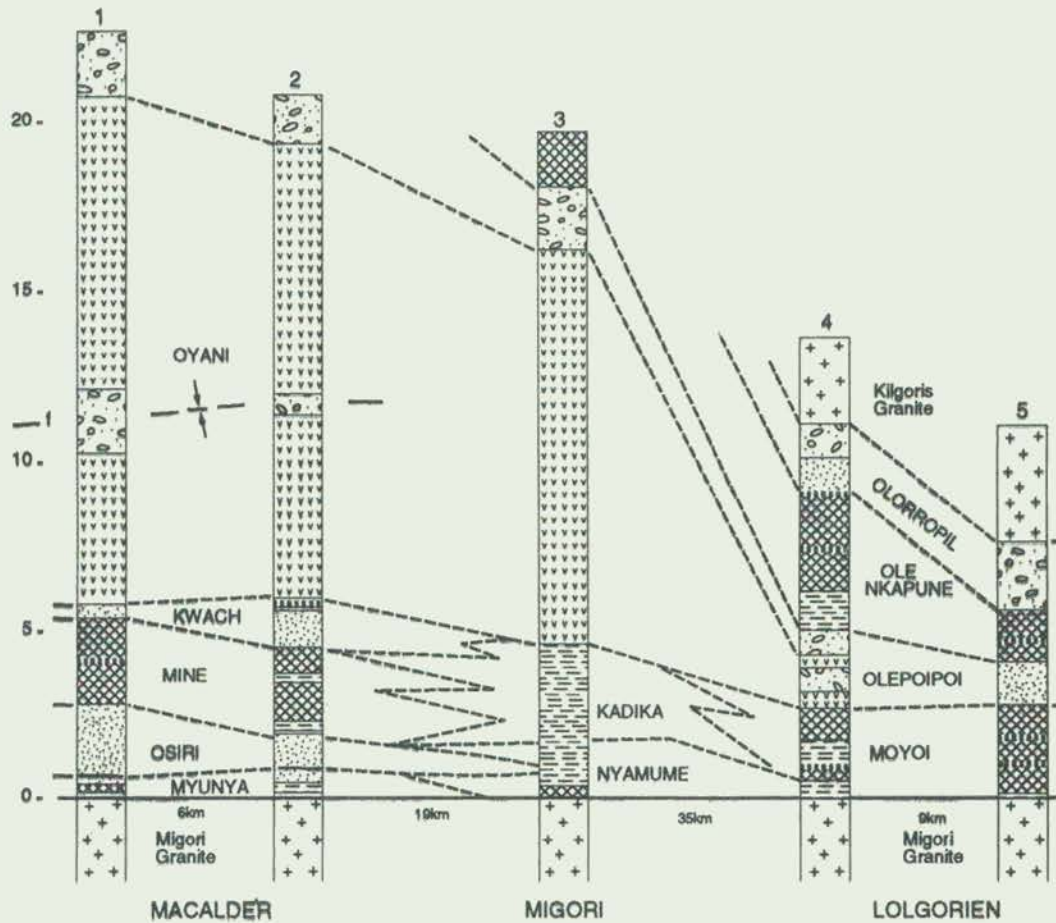 1
2
3
4
5
20
15
10
5
0
f
OYANI
Kilgoris
Granite
OLORROPIL
OLE
NKAPUNE
KWACH
MINE
KADIKA
OLEPOIPOI
OSIRI
MOYOI
NYAMUME
MYUNYA
6km
19km
35km
9km
Migori
Granite
Migori
Granite
MACALDER
MIGORI
LOLGORIEN